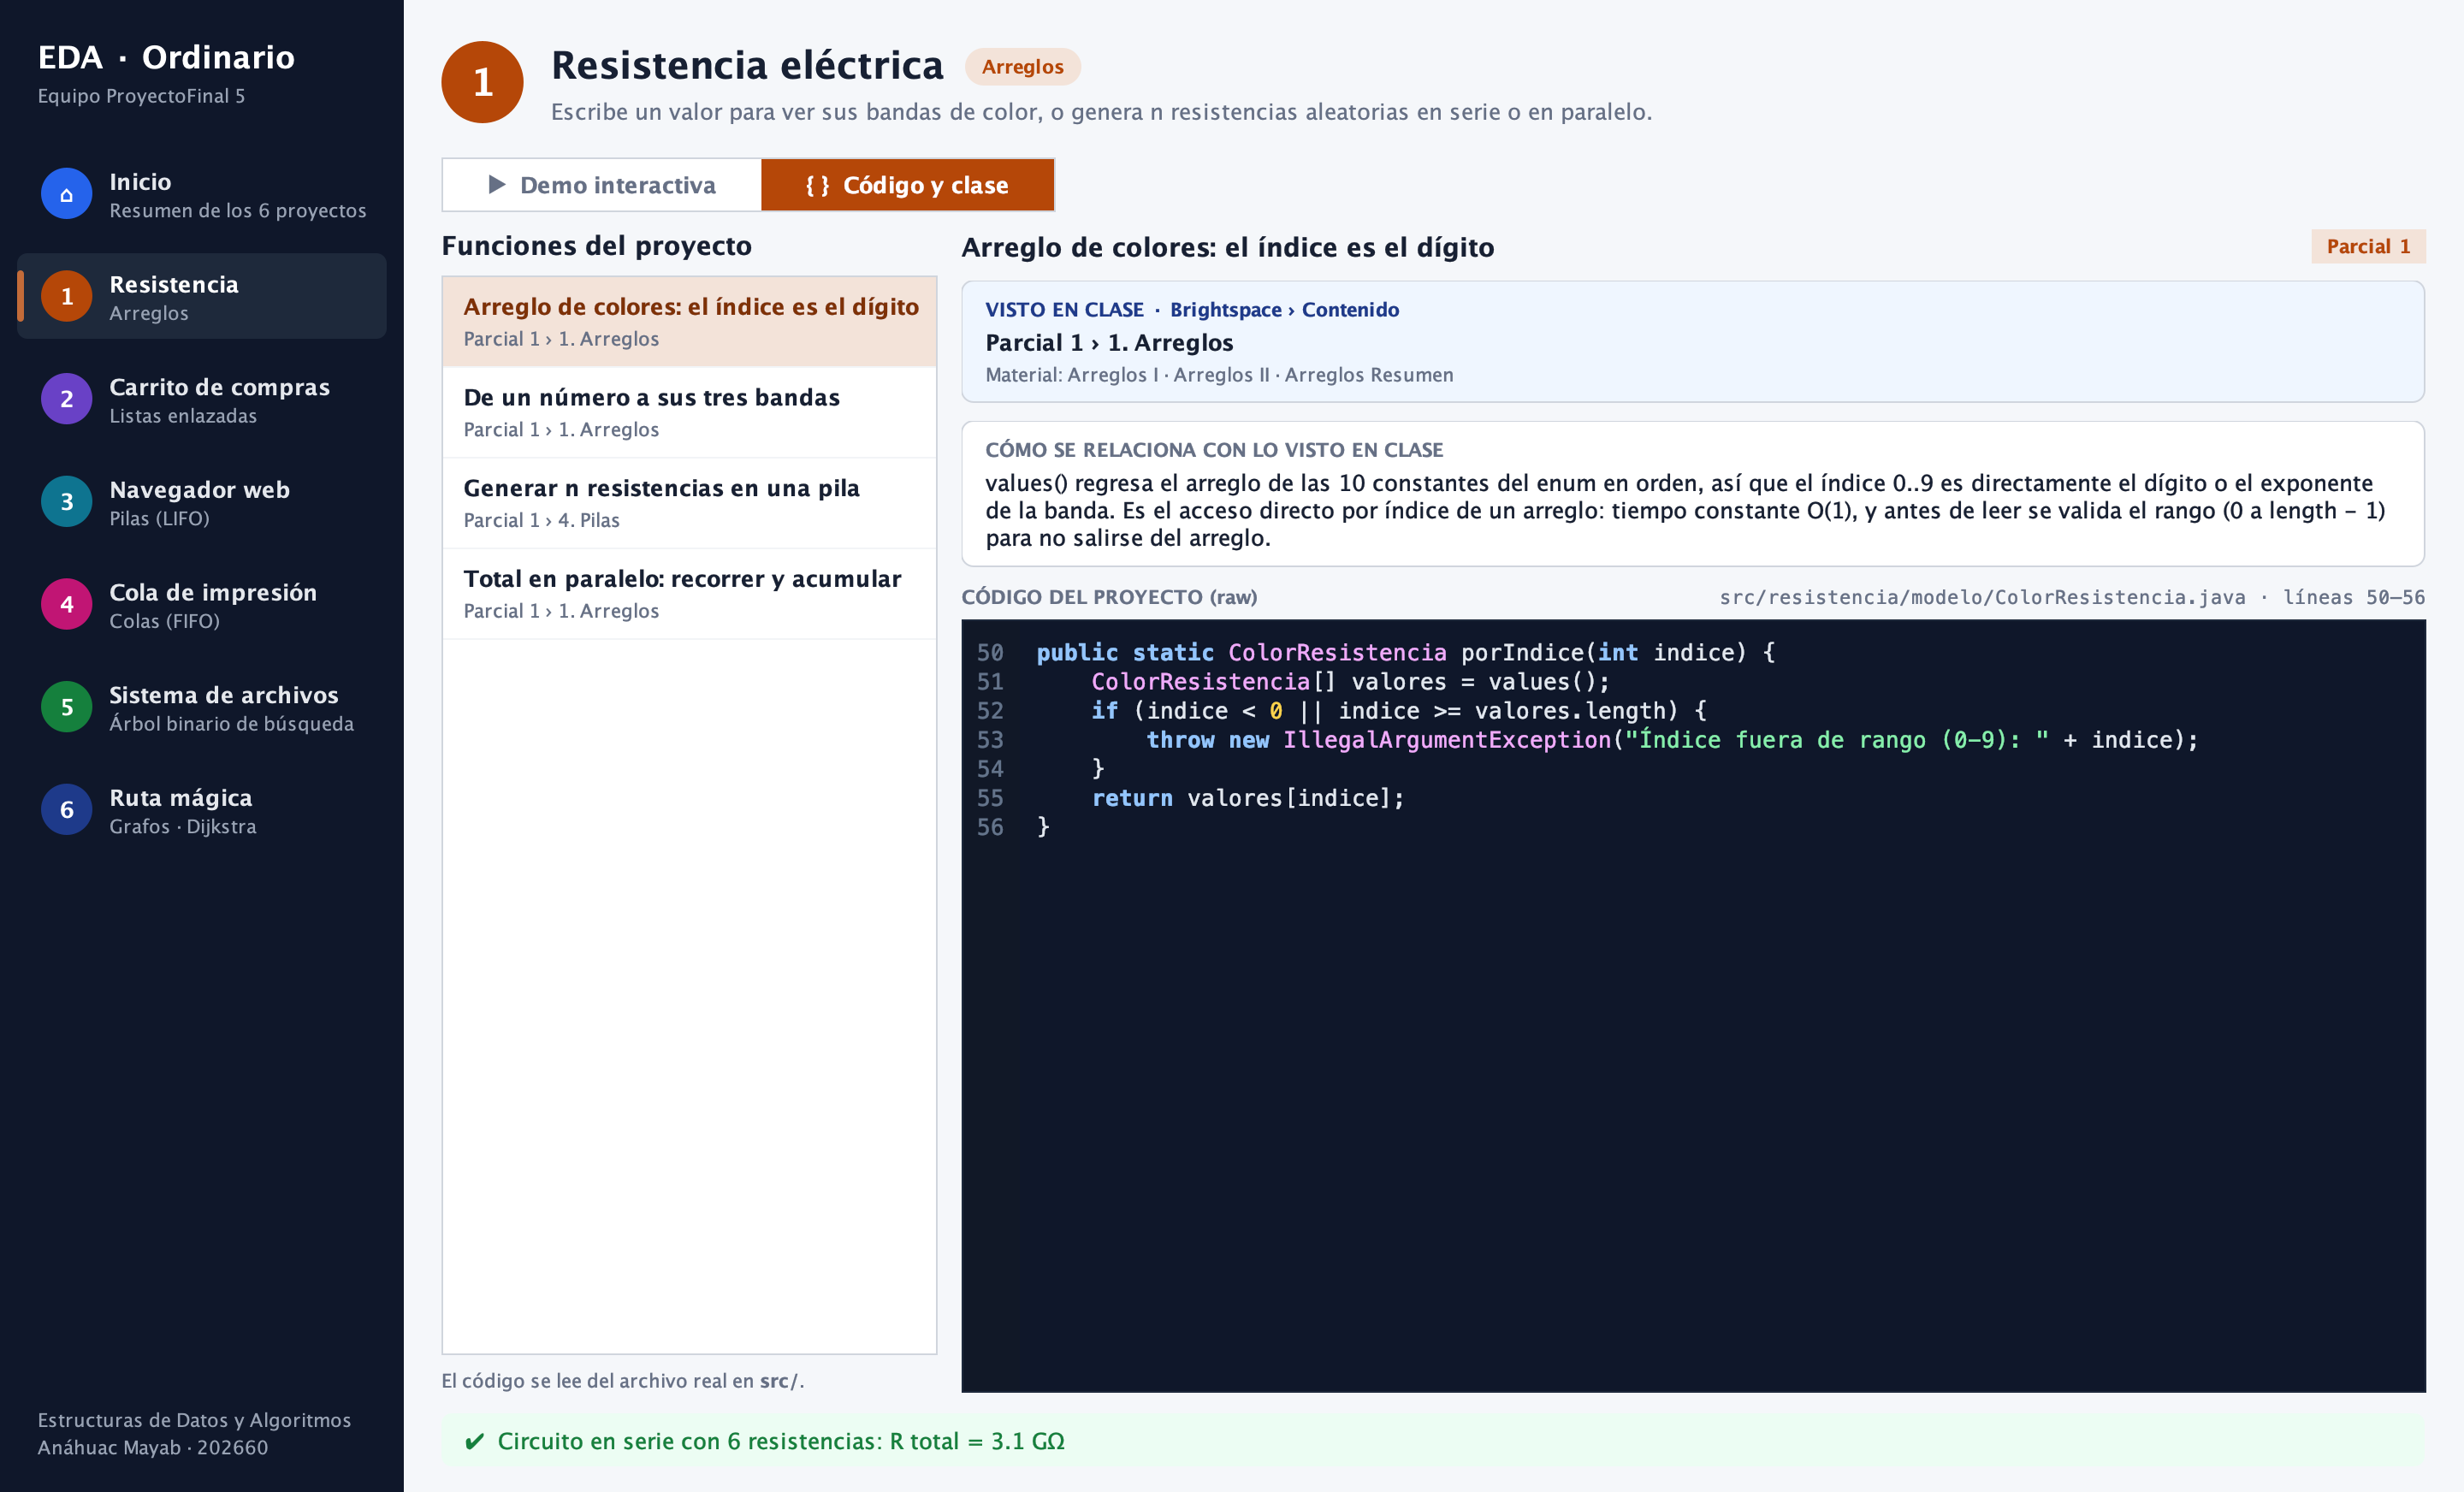 EDA · Ordinario
Equipo ProyectoFinal 5
Inicio
Resumen de los 6 proyectos
1
Resistencia
Arreglos
2
Carrito de compras
Listas enlazadas
3
Navegador web
Pilas (LIFO)
4
Cola de impresión
Colas (FIFO)
5
Sistema de archivos
Árbol binario de búsqueda
6
Ruta mágica
Grafos · Dijkstra
Estructuras de Datos y Algoritmos
Anáhuac Mayab · 202660
1
Resistencia eléctrica
Arreglos
Escribe un valor para ver sus bandas de color, o genera n resistencias aleatorias en serie o en paralelo.
▶ Demo interactiva
{ } Código y clase
Funciones del proyecto
Arreglo de colores: el índice es el dígito
Parcial 1 › 1. Arreglos
De un número a sus tres bandas
Parcial 1 › 1. Arreglos
Generar n resistencias en una pila
Parcial 1 › 4. Pilas
Total en paralelo: recorrer y acumular
Parcial 1 › 1. Arreglos
El código se lee del archivo real en src/.
Arreglo de colores: el índice es el dígito
Parcial 1
VISTO EN CLASE · Brightspace › Contenido
Parcial 1 › 1. Arreglos
Material: Arreglos I · Arreglos II · Arreglos Resumen
CÓMO SE RELACIONA CON LO VISTO EN CLASE
values() regresa el arreglo de las 10 constantes del enum en orden, así que el índice 0..9 es directamente el dígito o el exponente
de la banda. Es el acceso directo por índice de un arreglo: tiempo constante O(1), y antes de leer se valida el rango (0 a length − 1)
para no salirse del arreglo.
CÓDIGO DEL PROYECTO (raw)
src/resistencia/modelo/ColorResistencia.java · líneas 50–56
50 public static ColorResistencia porIndice(int indice) {
51     ColorResistencia[] valores = values();
52     if (indice < 0 || indice >= valores.length) {
53         throw new IllegalArgumentException("Índice fuera de rango (0–9): " + indice);
54     }
55     return valores[indice];
56 }
✔ Circuito en serie con 6 resistencias: R total = 3.1 GΩ